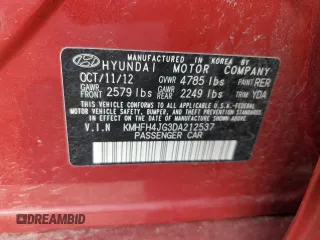 MANUFACTURED IN KOREA BY
HYUNDAI MOTOR COMPANY
OCT/11/12 GVWR 4785 lbs PAINT RER
GAWR FRONT 2579 lbs GAWR REAR 2249 lbs TRIM YDA
THIS VEHICLE CONFORMS TO ALL APPLICABLE U.S. FEDERAL
MOTOR VEHICLE SAFETY, BUMPER, AND THEFT PREVENTION
STANDARDS IN EFFECT ON THE DATE OF MANUFACTURE SHOWN ABOVE.
V.I.N KMHFH4JG3DA212537
PASSENGER CAR
DREAMBID